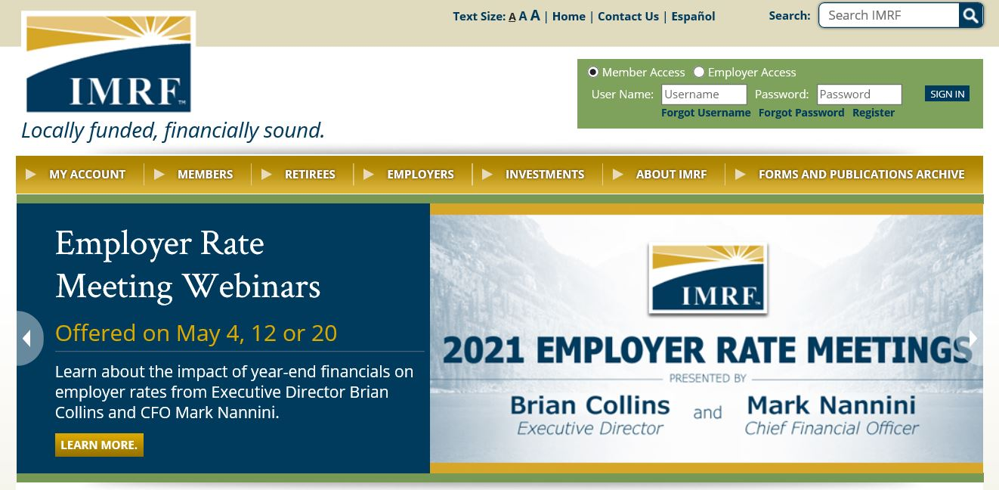 Text Size: A A A | Home | Contact Us | Español
Search: Search IMRF
IMRF™
Locally funded, financially sound.
Member Access Employer Access
User Name: Username Password: Password SIGN IN
Forgot Username Forgot Password Register
MY ACCOUNT MEMBERS RETIREES EMPLOYERS INVESTMENTS ABOUT IMRF FORMS AND PUBLICATIONS ARCHIVE
Employer Rate
Meeting Webinars
Offered on May 4, 12 or 20
Learn about the impact of year-end financials on
employer rates from Executive Director Brian
Collins and CFO Mark Nannini.
LEARN MORE.
IMRF™
2021 EMPLOYER RATE MEETINGS
PRESENTED BY
Brian Collins and Mark Nannini
Executive Director Chief Financial Officer